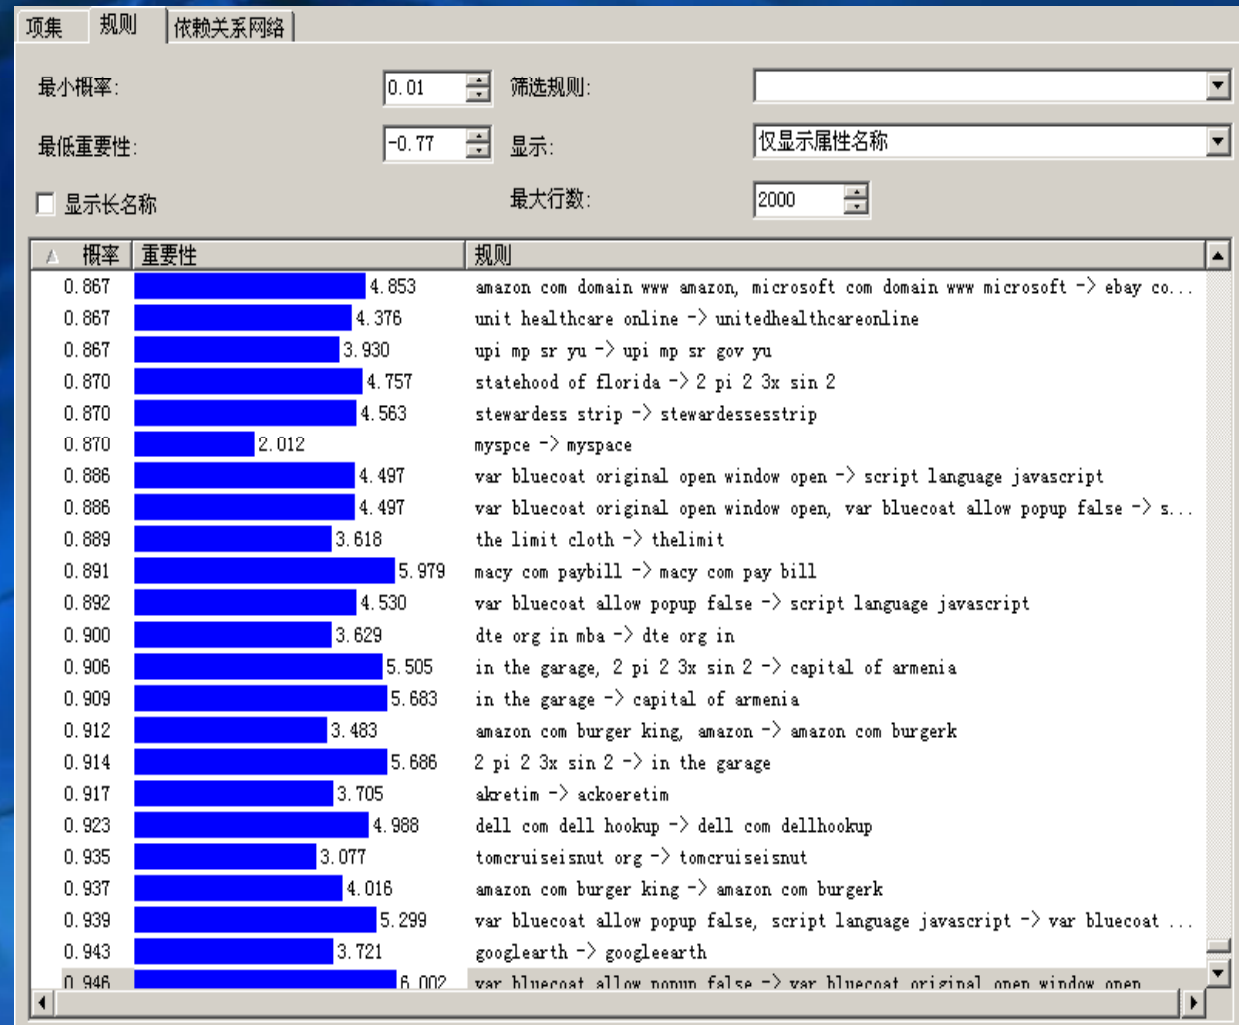 项集 规则 依赖关系网络
最小概率: 0.01 筛选规则:
最低重要性: -0.77 显示: 仅显示属性名称
显示长名称 最大行数: 2000
概率 重要性 规则
0.867 4.853 amazon com domain www amazon, microsoft com domain www microsoft -> ebay co...
0.867 4.376 unit healthcare online -> unitedhealthcareonline
0.867 3.930 upi mp sr yu -> upi mp sr gov yu
0.870 4.757 statehood of florida -> 2 pi 2 3x sin 2
0.870 4.563 stewardess strip -> stewardessesstrip
0.870 2.012 myspce -> myspace
0.886 4.497 var bluecoat original open window open -> script language javascript
0.886 4.497 var bluecoat original open window open, var bluecoat allow popup false -> s...
0.889 3.618 the limit cloth -> thelimit
0.891 5.979 macy com paybill -> macy com pay bill
0.892 4.530 var bluecoat allow popup false -> script language javascript
0.900 3.629 dte org in mba -> dte org in
0.906 5.505 in the garage, 2 pi 2 3x sin 2 -> capital of armenia
0.909 5.683 in the garage -> capital of armenia
0.912 3.483 amazon com burger king, amazon -> amazon com burgerk
0.914 5.686 2 pi 2 3x sin 2 -> in the garage
0.917 3.705 akretim -> ackoeretim
0.923 4.988 dell com dell hookup -> dell com dellhookup
0.935 3.077 tomcruiseisnut org -> tomcruiseisnut
0.937 4.016 amazon com burger king -> amazon com burgerk
0.939 5.299 var bluecoat allow popup false, script language javascript -> var bluecoat ...
0.943 3.721 googlearth -> googleearth
0.946 6.002 var bluecoat allow popup false -> var bluecoat original open window open